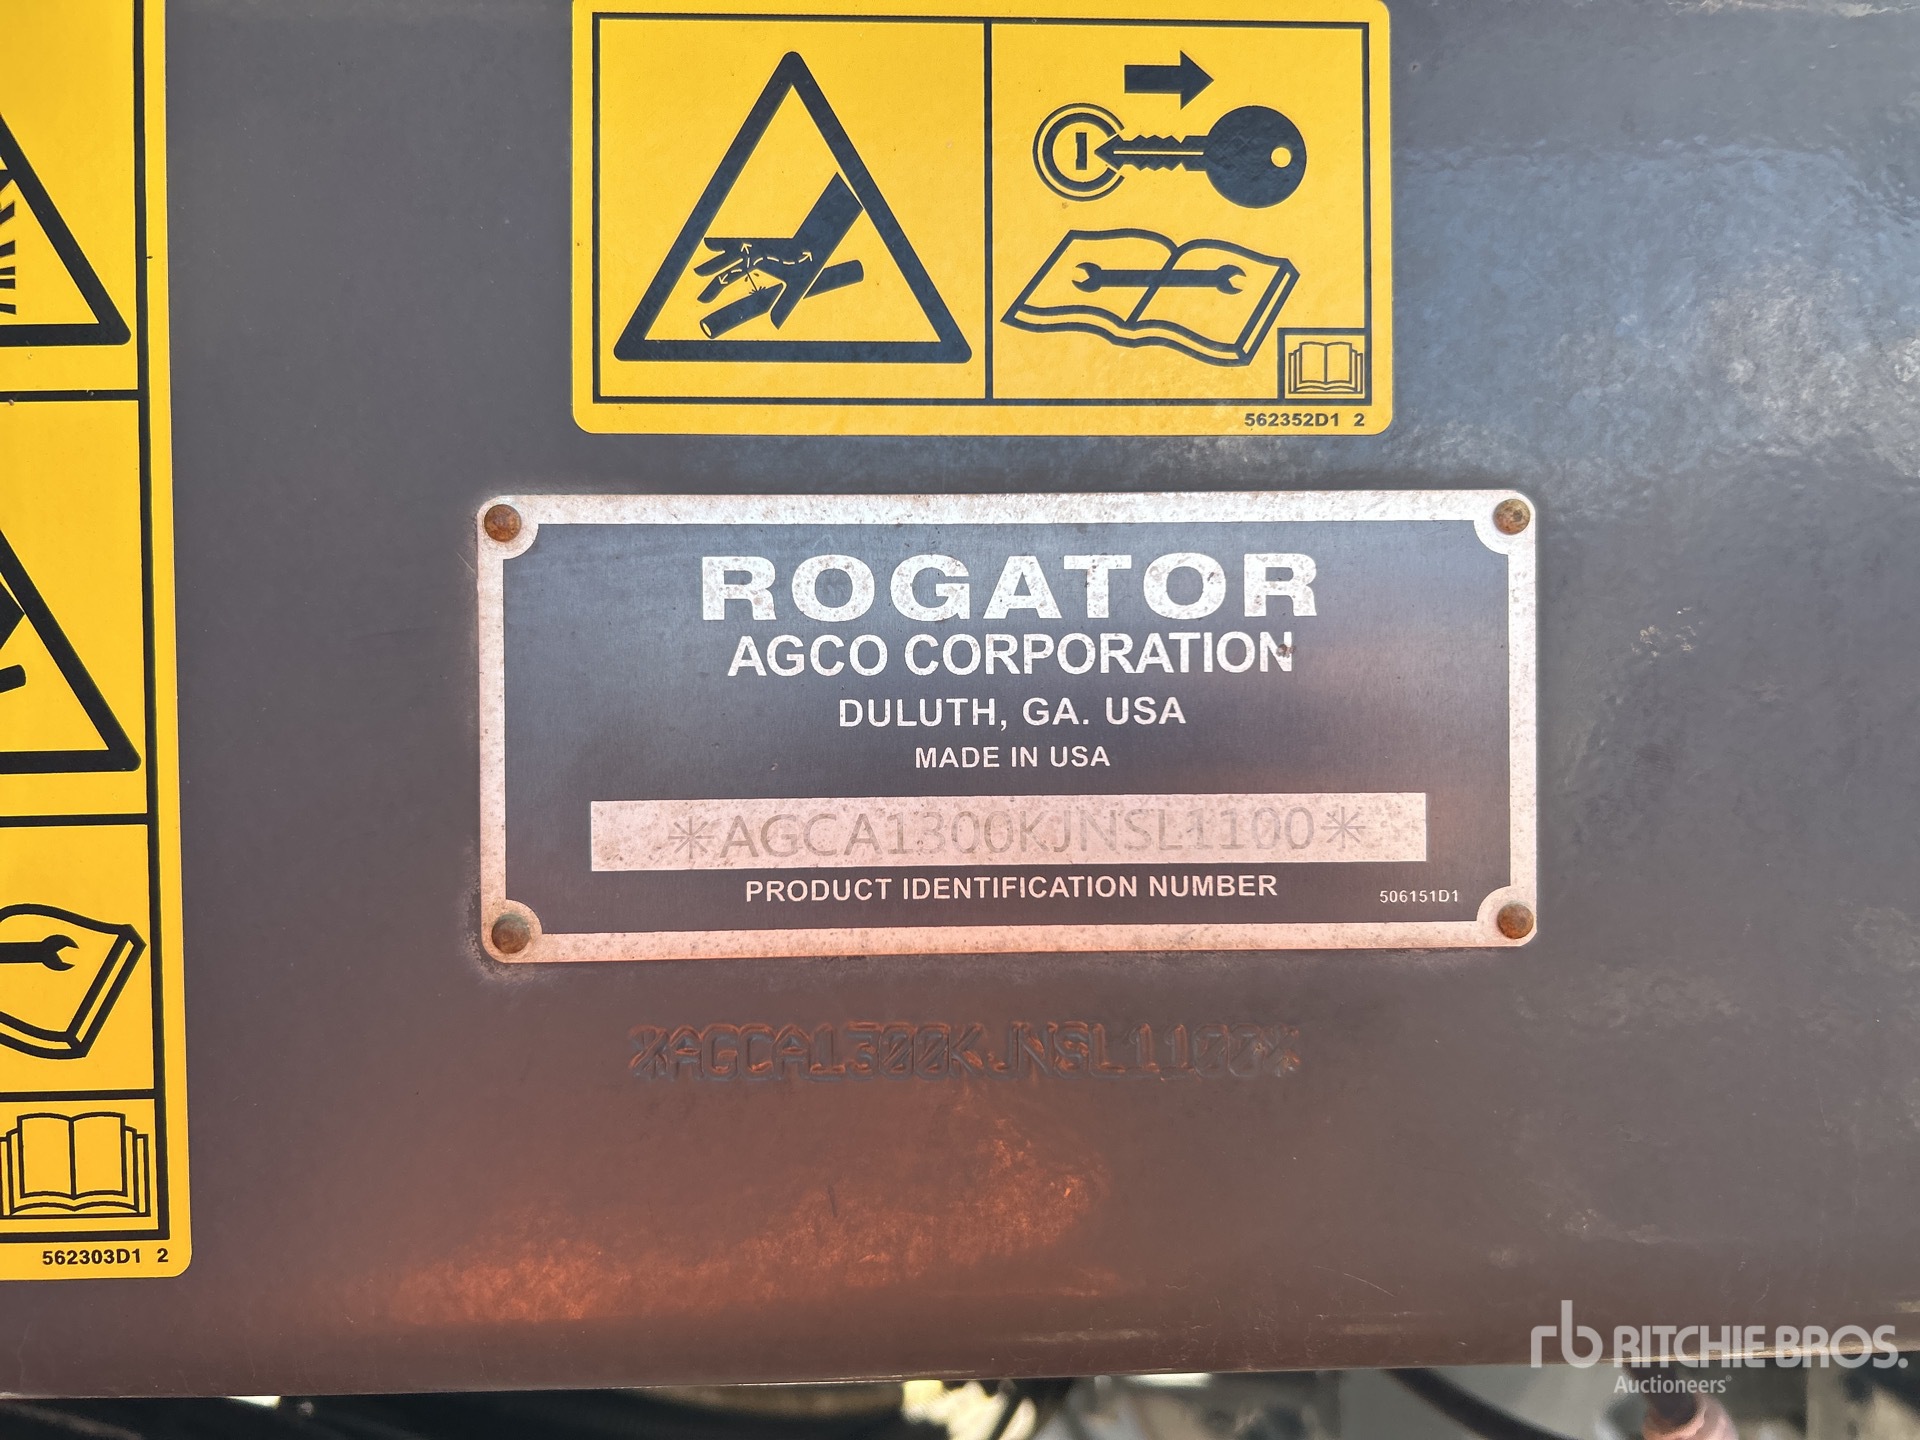 562352D1 2
ROGATOR
AGCO CORPORATION
DULUTH, GA. USA
MADE IN USA
*AGCA1300KJNSL1100*
PRODUCT IDENTIFICATION NUMBER
506151D1
*AGCA1300KJNSL1100*
562303D1 2
rb RITCHIE BROS.
Auctioneers